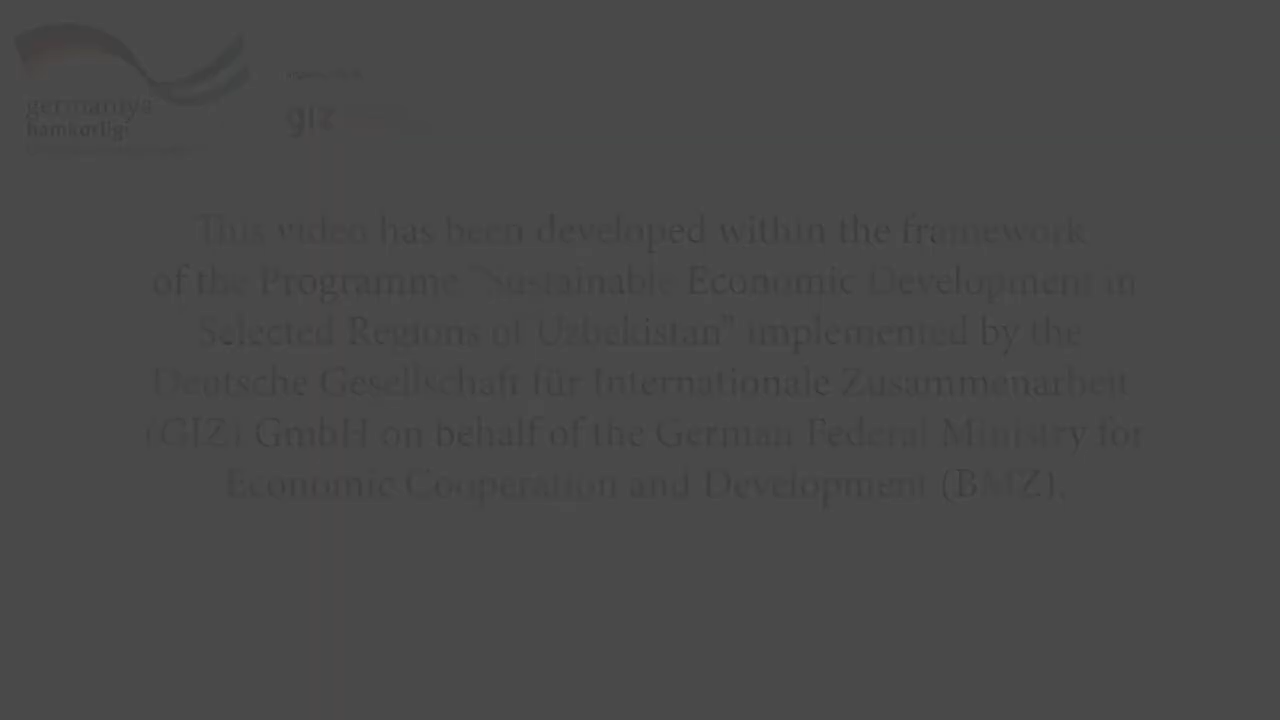 germaniya
hamkorligi
giz
This video has been developed within the framework
of the Programme "Sustainable Economic Development in
Selected Regions of Uzbekistan" implemented by the
Deutsche Gesellschaft für Internationale Zusammenarbeit
(GIZ) GmbH on behalf of the German Federal Ministry for
Economic Cooperation and Development (BMZ).